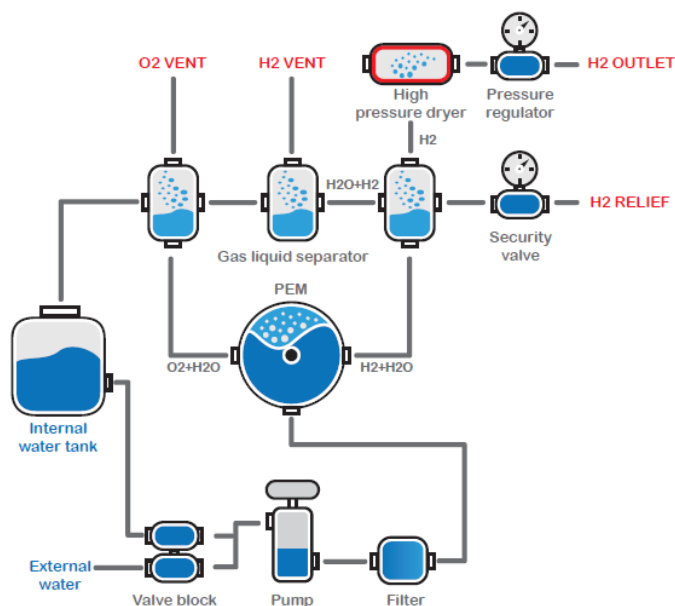 O2 VENT
H2 VENT
H2 OUTLET
High
pressure dryer
Pressure
regulator
H2
H2O+H2
H2 RELIEF
Gas liquid separator
Security
valve
PEM
O2+H2O
H2+H2O
Internal
water tank
External
water
Valve block
Pump
Filter